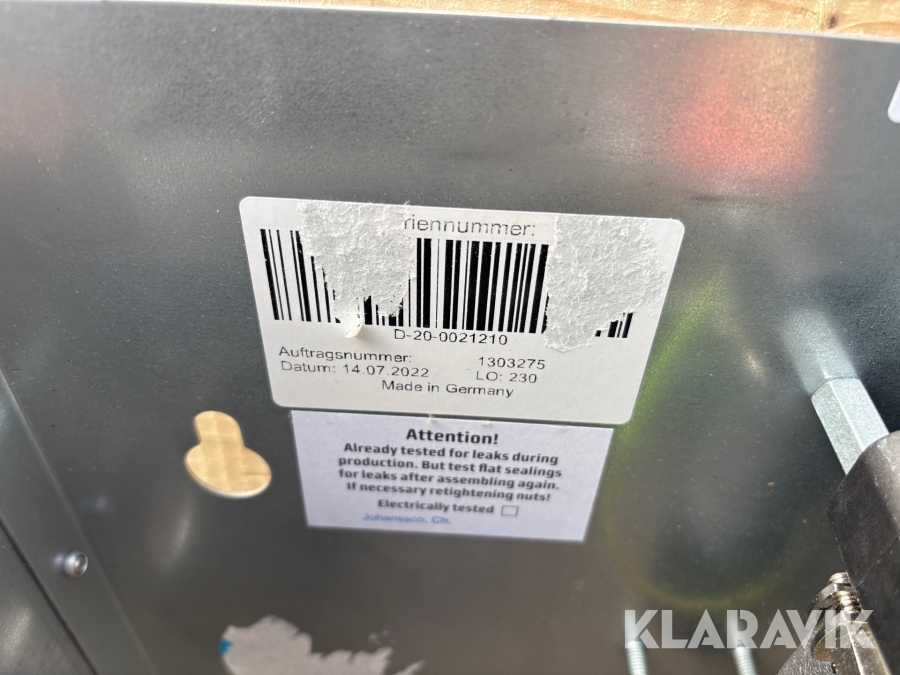 riennummer:
D-20-0021210
Auftragsnummer: 1303275
Datum: 14.07.2022 LO: 230
Made in Germany
Attention!
Already tested for leaks during
production. But test flat sealings
for leaks after assembling again.
If necessary retightening nuts!
Electrically tested
Johansson, Ch.
KLARAVIK